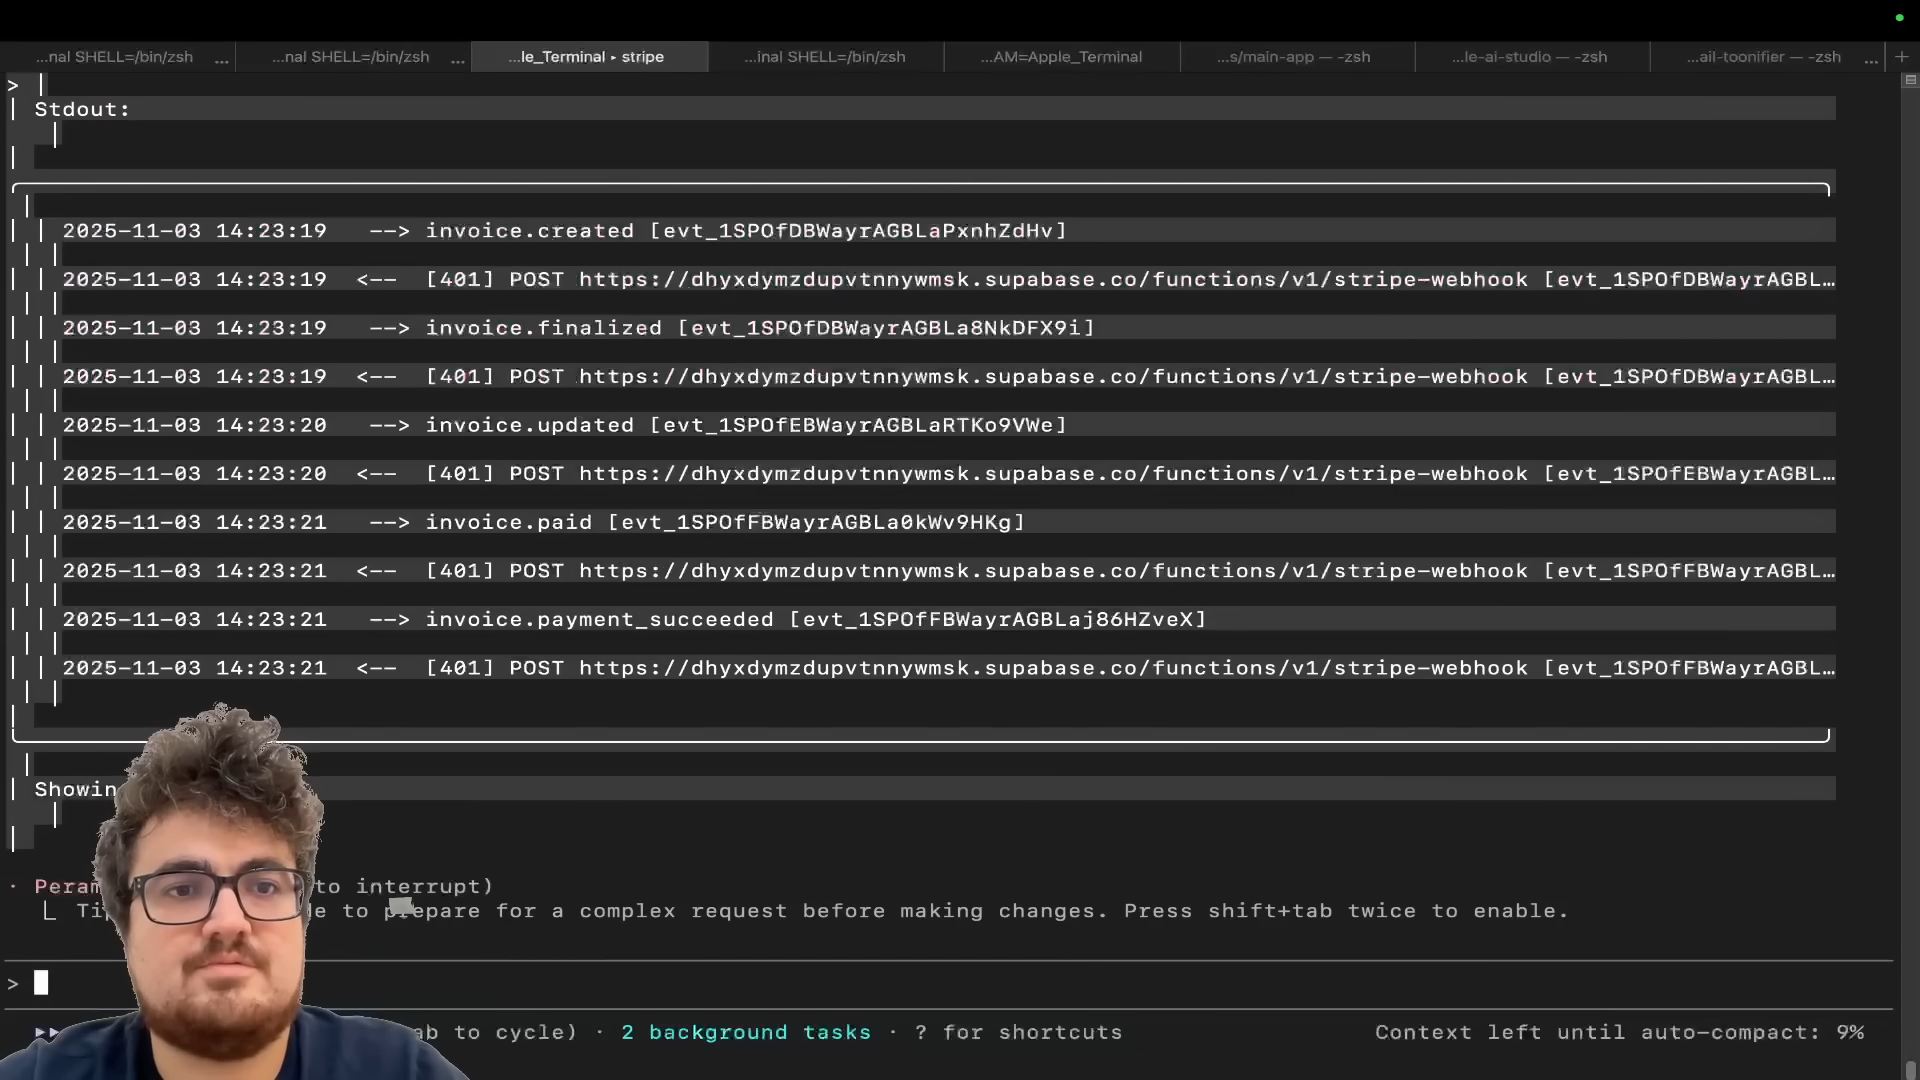 ...nal SHELL=/bin/zsh ... ...nal SHELL=/bin/zsh ... ...le_Terminal ▸ stripe ...inal SHELL=/bin/zsh ...AM=Apple_Terminal ...s/main-app — -zsh ...le-ai-studio — -zsh ...ail-toonifier — -zsh ... +
>
Stdout:
2025-11-03 14:23:19 --> invoice.created [evt_1SPOfDBWayrAGBLaPxnhZdHv]
2025-11-03 14:23:19 <-- [401] POST https://dhyxdymzdupvtnnywmsk.supabase.co/functions/v1/stripe-webhook [evt_1SPOfDBWayrAGBL…
2025-11-03 14:23:19 --> invoice.finalized [evt_1SPOfDBWayrAGBLa8NkDFX9i]
2025-11-03 14:23:19 <-- [401] POST https://dhyxdymzdupvtnnywmsk.supabase.co/functions/v1/stripe-webhook [evt_1SPOfDBWayrAGBL…
2025-11-03 14:23:20 --> invoice.updated [evt_1SPOfEBWayrAGBLaRTKo9VWe]
2025-11-03 14:23:20 <-- [401] POST https://dhyxdymzdupvtnnywmsk.supabase.co/functions/v1/stripe-webhook [evt_1SPOfEBWayrAGBL…
2025-11-03 14:23:21 --> invoice.paid [evt_1SPOfFBWayrAGBLa0kWv9HKg]
2025-11-03 14:23:21 <-- [401] POST https://dhyxdymzdupvtnnywmsk.supabase.co/functions/v1/stripe-webhook [evt_1SPOfFBWayrAGBL…
2025-11-03 14:23:21 --> invoice.payment_succeeded [evt_1SPOfFBWayrAGBLaj86HZveX]
2025-11-03 14:23:21 <-- [401] POST https://dhyxdymzdupvtnnywmsk.supabase.co/functions/v1/stripe-webhook [evt_1SPOfFBWayrAGBL…
to interrupt)
to prepare for a complex request before making changes. Press shift+tab twice to enable.
>
to cycle) · 2 background tasks · ? for shortcuts Context left until auto-compact: 9%